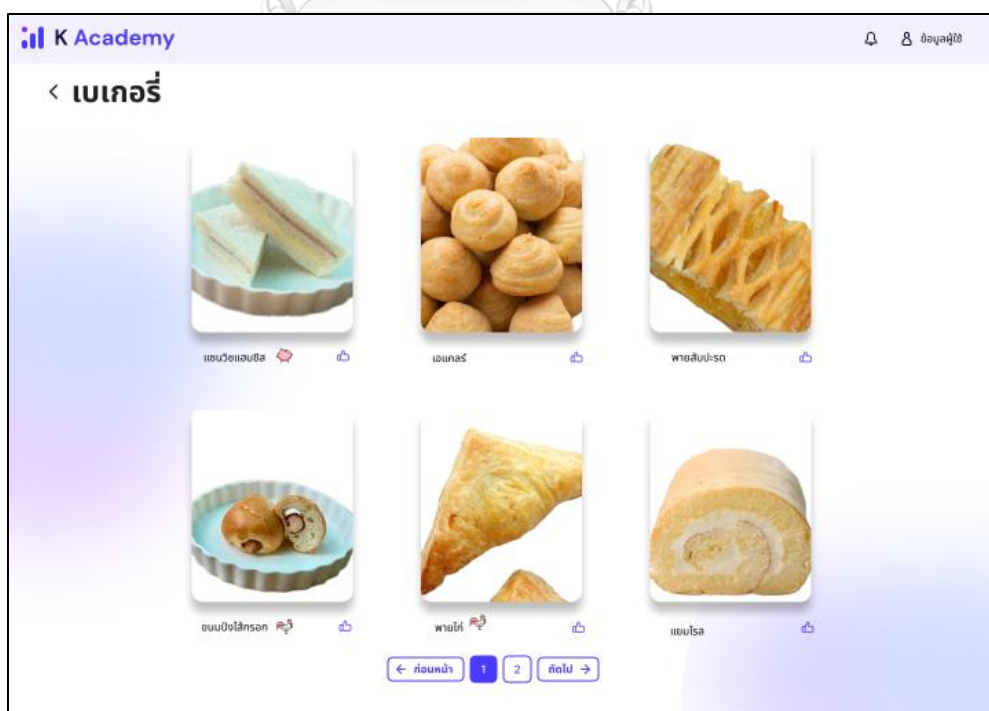 K Academy
ข้อมูลผู้ใช้
< เบเกอรี่
แซนวิชแฮมชีส
เอแคลร์
พายสับปะรด
ขนมปังไส้กรอก
พายไก่
แยมโรล
← ก่อนหน้า 1 2 ถัดไป →